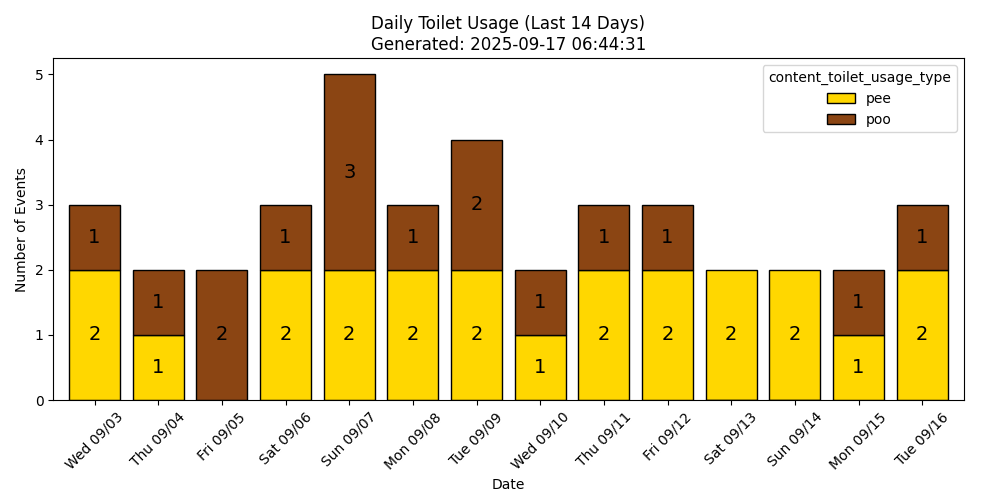 Daily Toilet Usage (Last 14 Days)
Generated: 2025-09-17 06:44:31
content_toilet_usage_type
pee
poo
Number of Events
5
4
3
2
1
0
3
2
1
1
1
1
1
1
2
1
1
1
1
1
2
1
2
2
2
2
2
1
2
2
2
2
1
2
Wed 09/03
Thu 09/04
Fri 09/05
Sat 09/06
Sun 09/07
Mon 09/08
Tue 09/09
Wed 09/10
Thu 09/11
Fri 09/12
Sat 09/13
Sun 09/14
Mon 09/15
Tue 09/16
Date